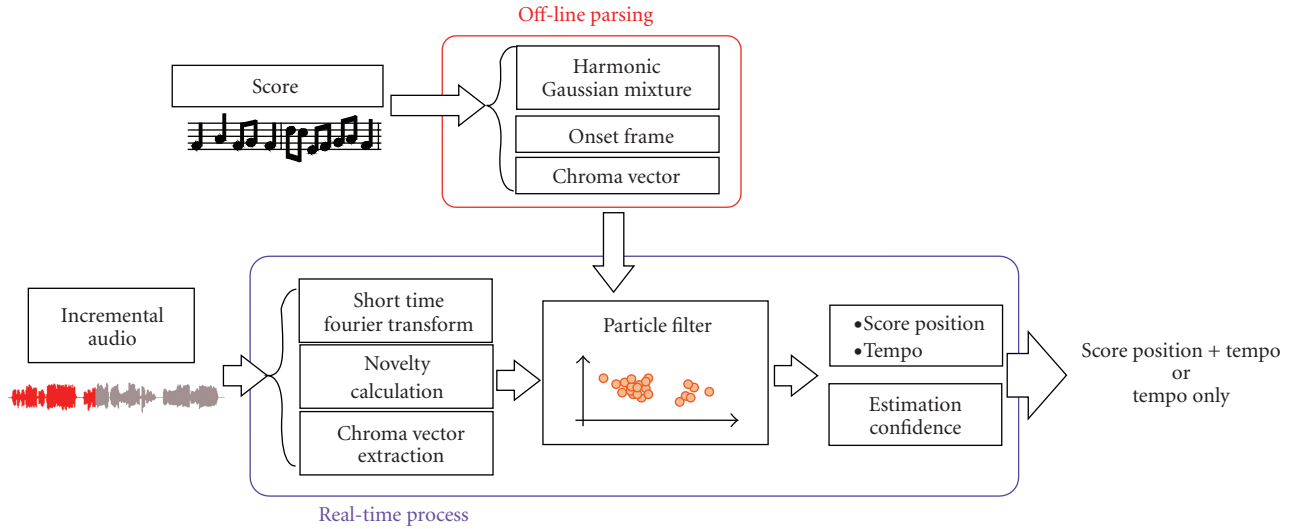 Off-line parsing
Score
Harmonic
Gaussian mixture
Onset frame
Chroma vector
Incremental
audio
Short time
fourier transform
Novelty
calculation
Chroma vector
extraction
Particle filter
•Score position
•Tempo
Estimation
confidence
Score position + tempo
or
tempo only
Real-time process